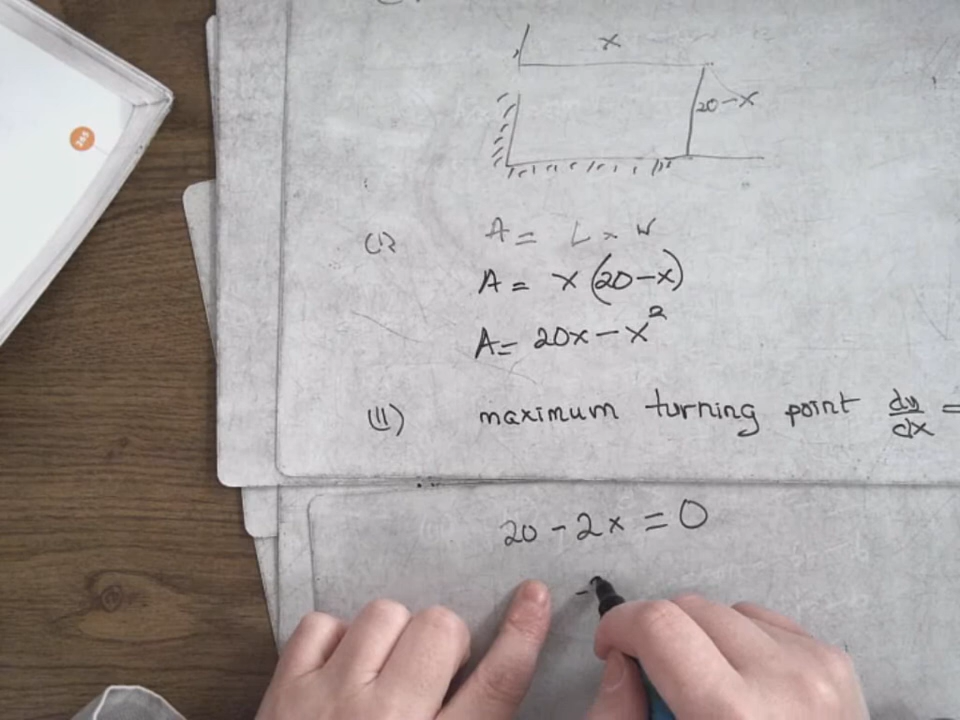 x
20-x
(I) A = L x W
A = x(20-x)
A= 20x-x²
(II) maximum turning point dy/dx =
20 - 2x = 0
-